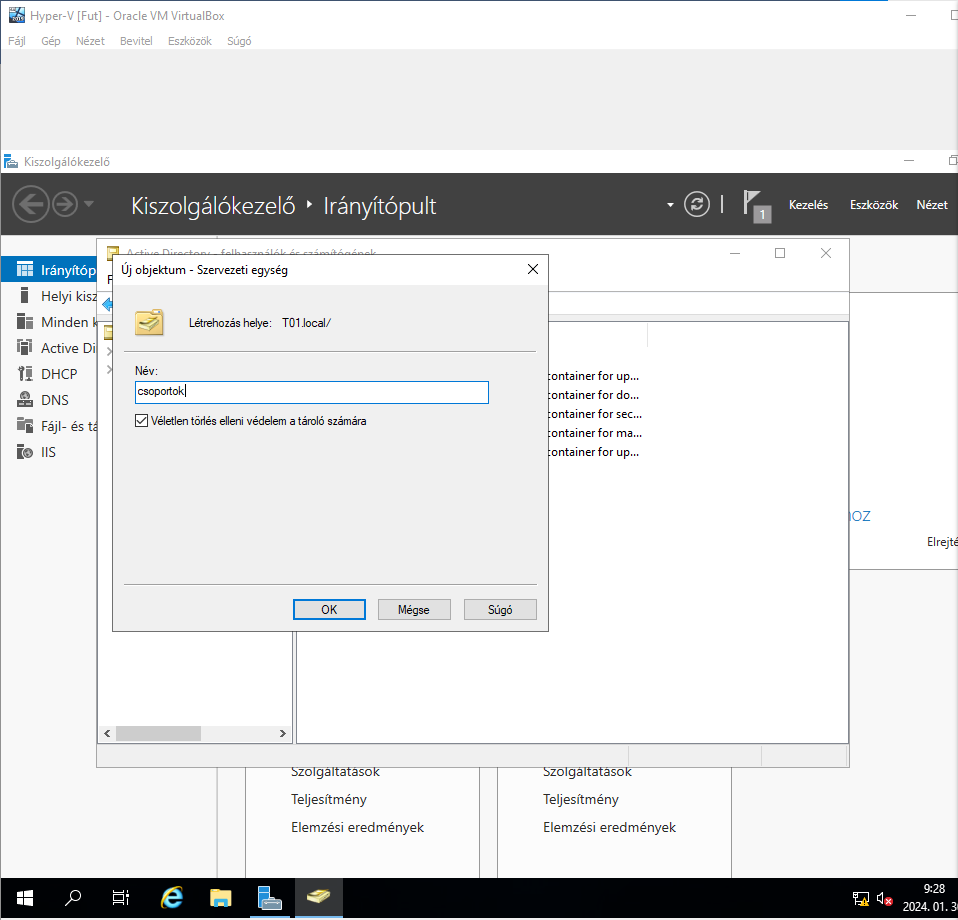 Hyper-V [Fut] - Oracle VM VirtualBox
Fájl Gép Nézet Bevitel Eszközök Súgó
Kiszolgálókezelő
Kiszolgálókezelő ‣ Irányítópult
1
Kezelés Eszközök Nézet
Irányítóp
Helyi kisz
Minden k
Active Di
DHCP
DNS
Fájl- és tá
IIS
Active Directory - felhasználók és számítógépek
F
Új objektum - Szervezeti egység
Létrehozás helye: T01.local/
Név:
csoportok
Véletlen törlés elleni védelem a tároló számára
OK Mégse Súgó
container for up...
container for do...
container for sec...
container for ma...
container for up...
HOZ
Elrejté
Szolgáltatások
Teljesítmény
Elemzési eredmények
Szolgáltatások
Teljesítmény
Elemzési eredmények
9:28
2024. 01. 30